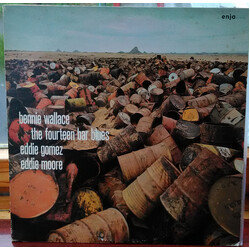 enja
bennie wallace
the fourteen bar blues
eddie gomez
eddie moore